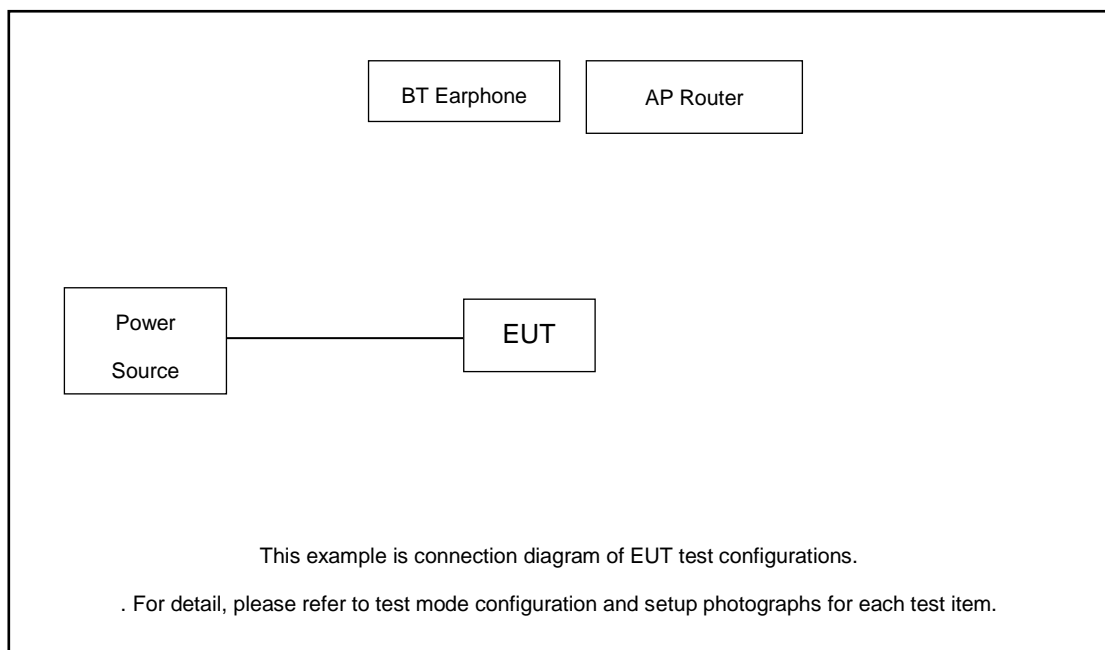 BT Earphone
AP Router
Power
Source
EUT
This example is connection diagram of EUT test configurations.
. For detail, please refer to test mode configuration and setup photographs for each test item.